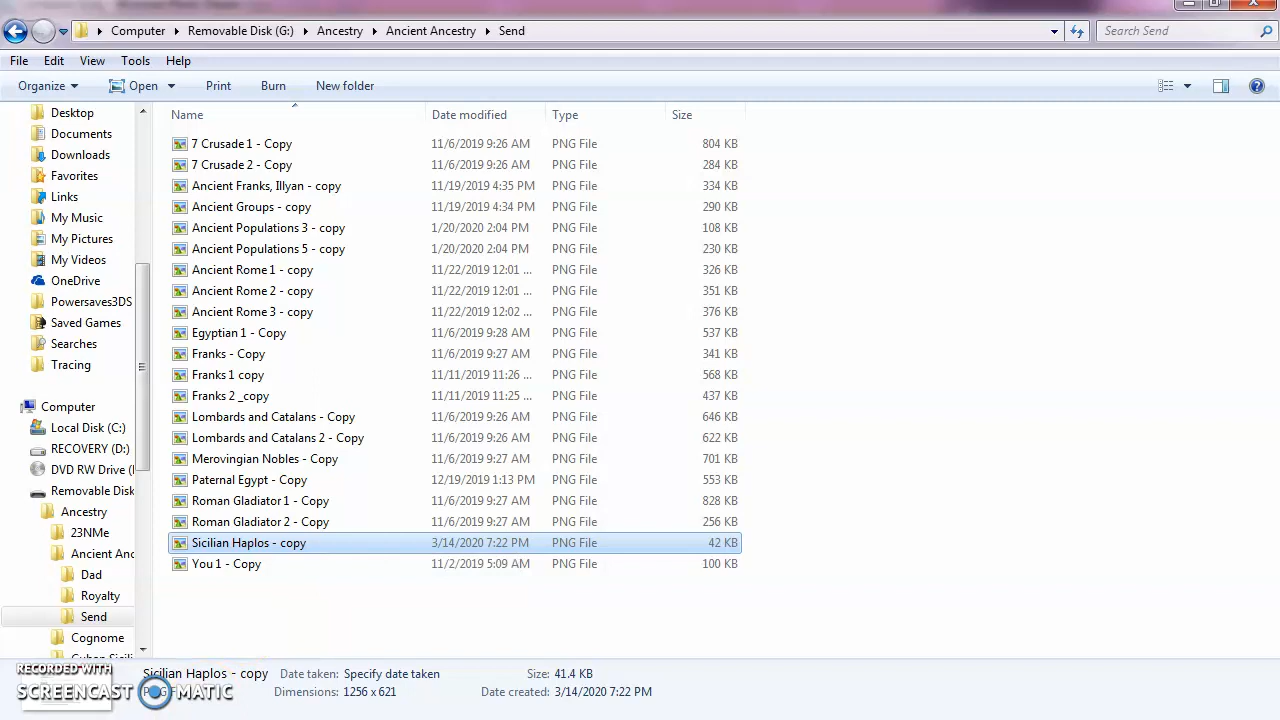 Computer Removable Disk (G:) Ancestry Ancient Ancestry Send Search Send
File Edit View Tools Help
Organize Open Print Burn New folder
Desktop
Documents
Downloads
Favorites
Links
My Music
My Pictures
My Videos
OneDrive
Powersaves3DS
Saved Games
Searches
Tracing
Computer
Local Disk (C:)
RECOVERY (D:)
DVD RW Drive (
Removable Disk
Ancestry
23NMe
Ancient Anc
Dad
Royalty
Send
Cognome
Name Date modified Type Size
7 Crusade 1 - Copy 11/6/2019 9:26 AM PNG File 804 KB
7 Crusade 2 - Copy 11/6/2019 9:26 AM PNG File 284 KB
Ancient Franks, Illyan - copy 11/19/2019 4:35 PM PNG File 334 KB
Ancient Groups - copy 11/19/2019 4:34 PM PNG File 290 KB
Ancient Populations 3 - copy 1/20/2020 2:04 PM PNG File 108 KB
Ancient Populations 5 - copy 1/20/2020 2:04 PM PNG File 230 KB
Ancient Rome 1 - copy 11/22/2019 12:01 ... PNG File 326 KB
Ancient Rome 2 - copy 11/22/2019 12:01 ... PNG File 351 KB
Ancient Rome 3 - copy 11/22/2019 12:02 ... PNG File 376 KB
Egyptian 1 - Copy 11/6/2019 9:28 AM PNG File 537 KB
Franks - Copy 11/6/2019 9:27 AM PNG File 341 KB
Franks 1 copy 11/11/2019 11:26 ... PNG File 568 KB
Franks 2 _copy 11/11/2019 11:25 ... PNG File 437 KB
Lombards and Catalans - Copy 11/6/2019 9:26 AM PNG File 646 KB
Lombards and Catalans 2 - Copy 11/6/2019 9:26 AM PNG File 622 KB
Merovingian Nobles - Copy 11/6/2019 9:27 AM PNG File 701 KB
Paternal Egypt - Copy 12/19/2019 1:13 PM PNG File 553 KB
Roman Gladiator 1 - Copy 11/6/2019 9:27 AM PNG File 828 KB
Roman Gladiator 2 - Copy 11/6/2019 9:27 AM PNG File 256 KB
Sicilian Haplos - copy 3/14/2020 7:22 PM PNG File 42 KB
You 1 - Copy 11/2/2019 5:09 AM PNG File 100 KB
Sicilian Haplos - copy Date taken: Specify date taken Size: 41.4 KB
Dimensions: 1256 x 621 Date created: 3/14/2020 7:22 PM
RECORDED WITH
SCREENCAST MATIC